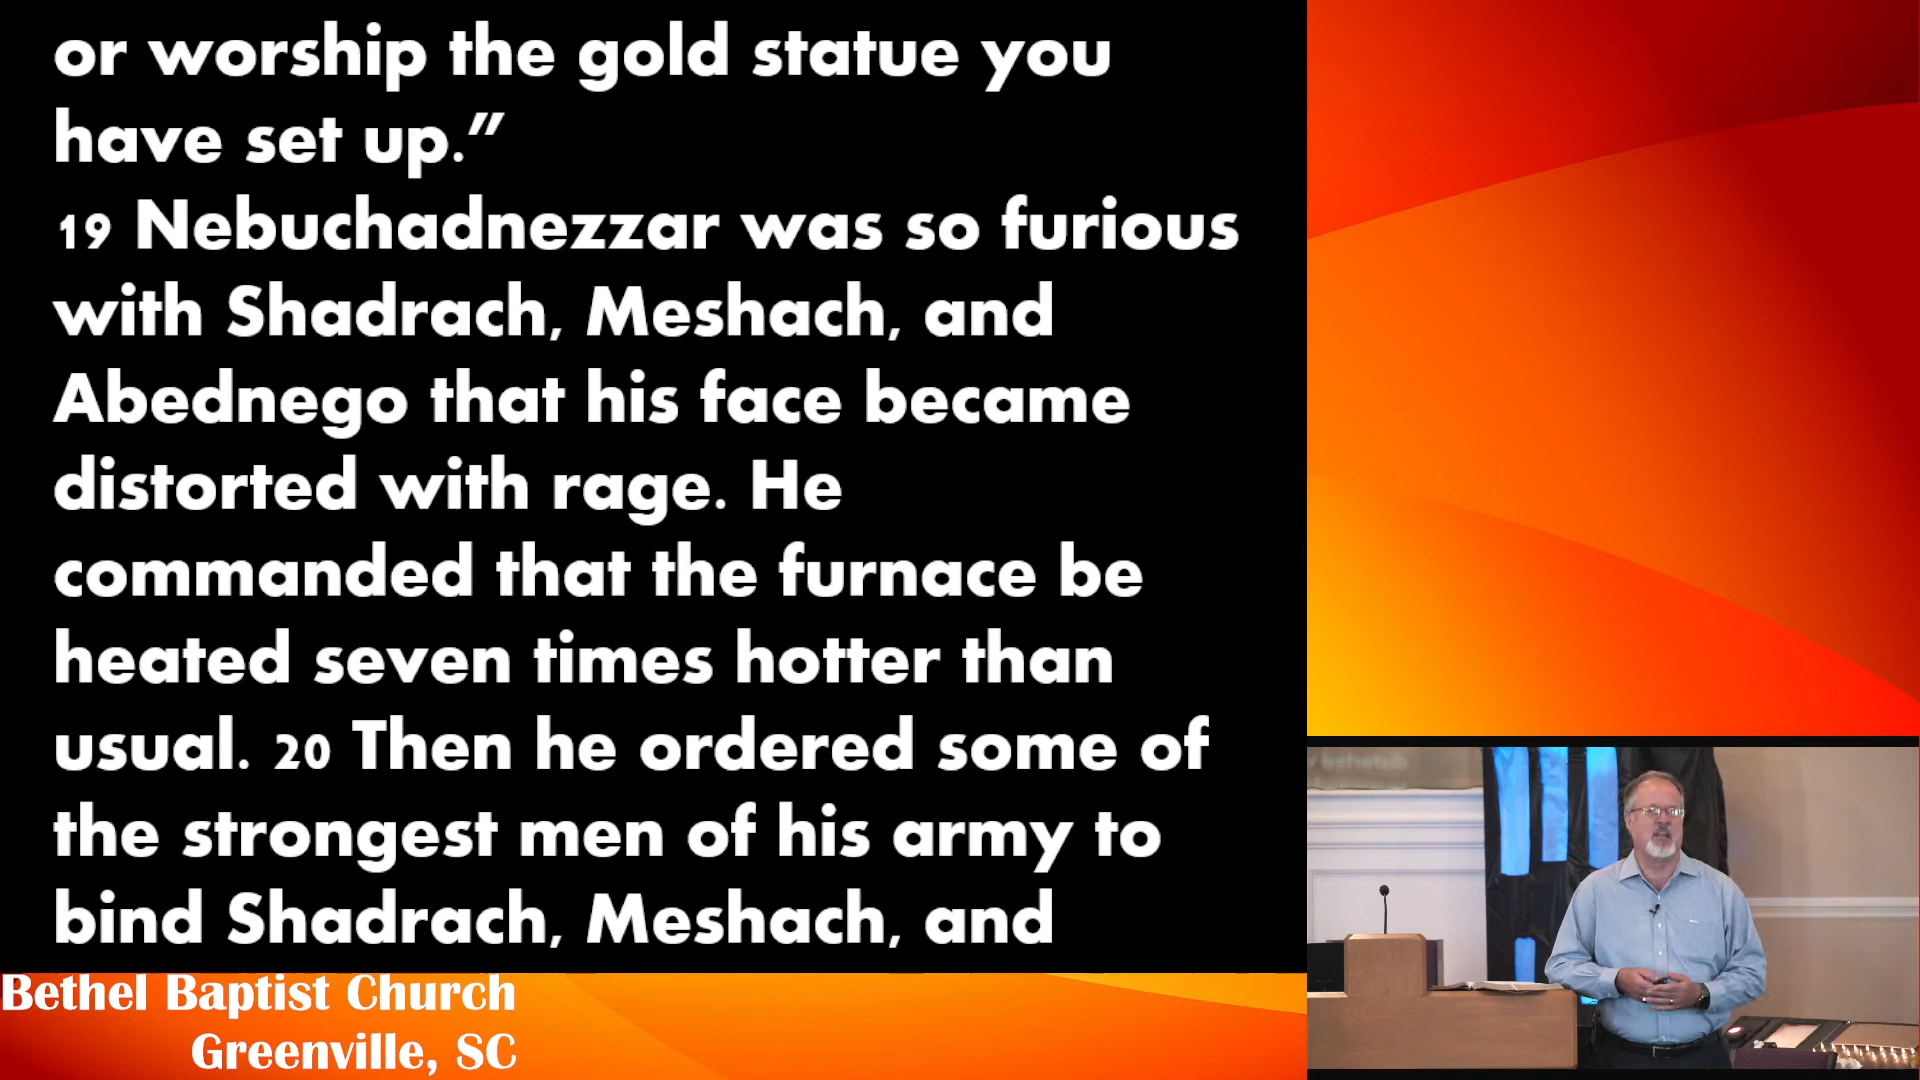 or worship the gold statue you
have set up.”
19 Nebuchadnezzar was so furious
with Shadrach, Meshach, and
Abednego that his face became
distorted with rage. He
commanded that the furnace be
heated seven times hotter than
usual. 20 Then he ordered some of
the strongest men of his army to
bind Shadrach, Meshach, and
Bethel Baptist Church
Greenville, SC